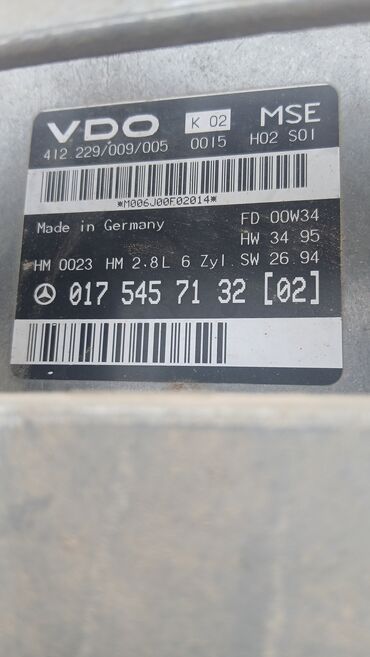 VDO K 02 MSE
412.229/009/005 0015 H02 S01
*M006J00F02014*
Made in Germany FD 00W34
HW 34.95
HM 0023 HM 2.8L 6 Zyl. SW 26.94
017 545 71 32 [02]